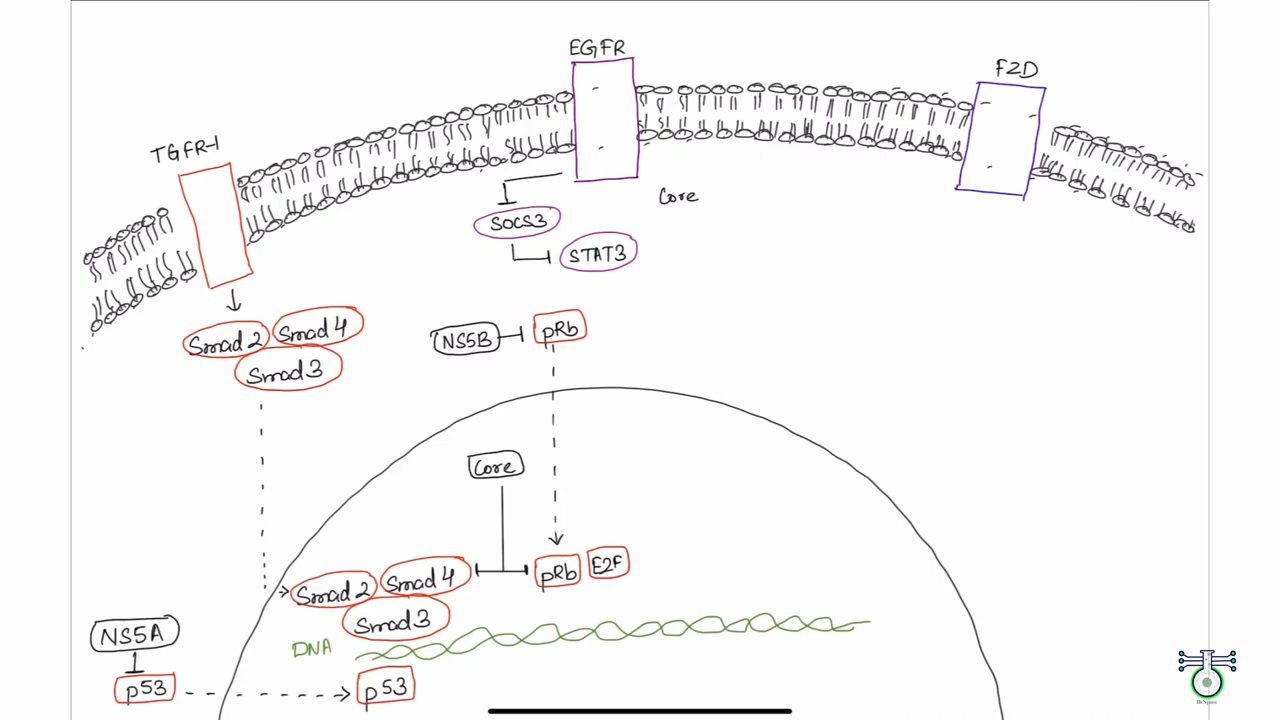 EGFR
FZD
TGFR-1
Core
SOCS3
STAT3
Smad 2
Smad 4
Smad 3
NS5B
pRb
Core
pRb
E2F
Smad 2
Smad 4
Smad 3
DNA
NS5A
p53
p53